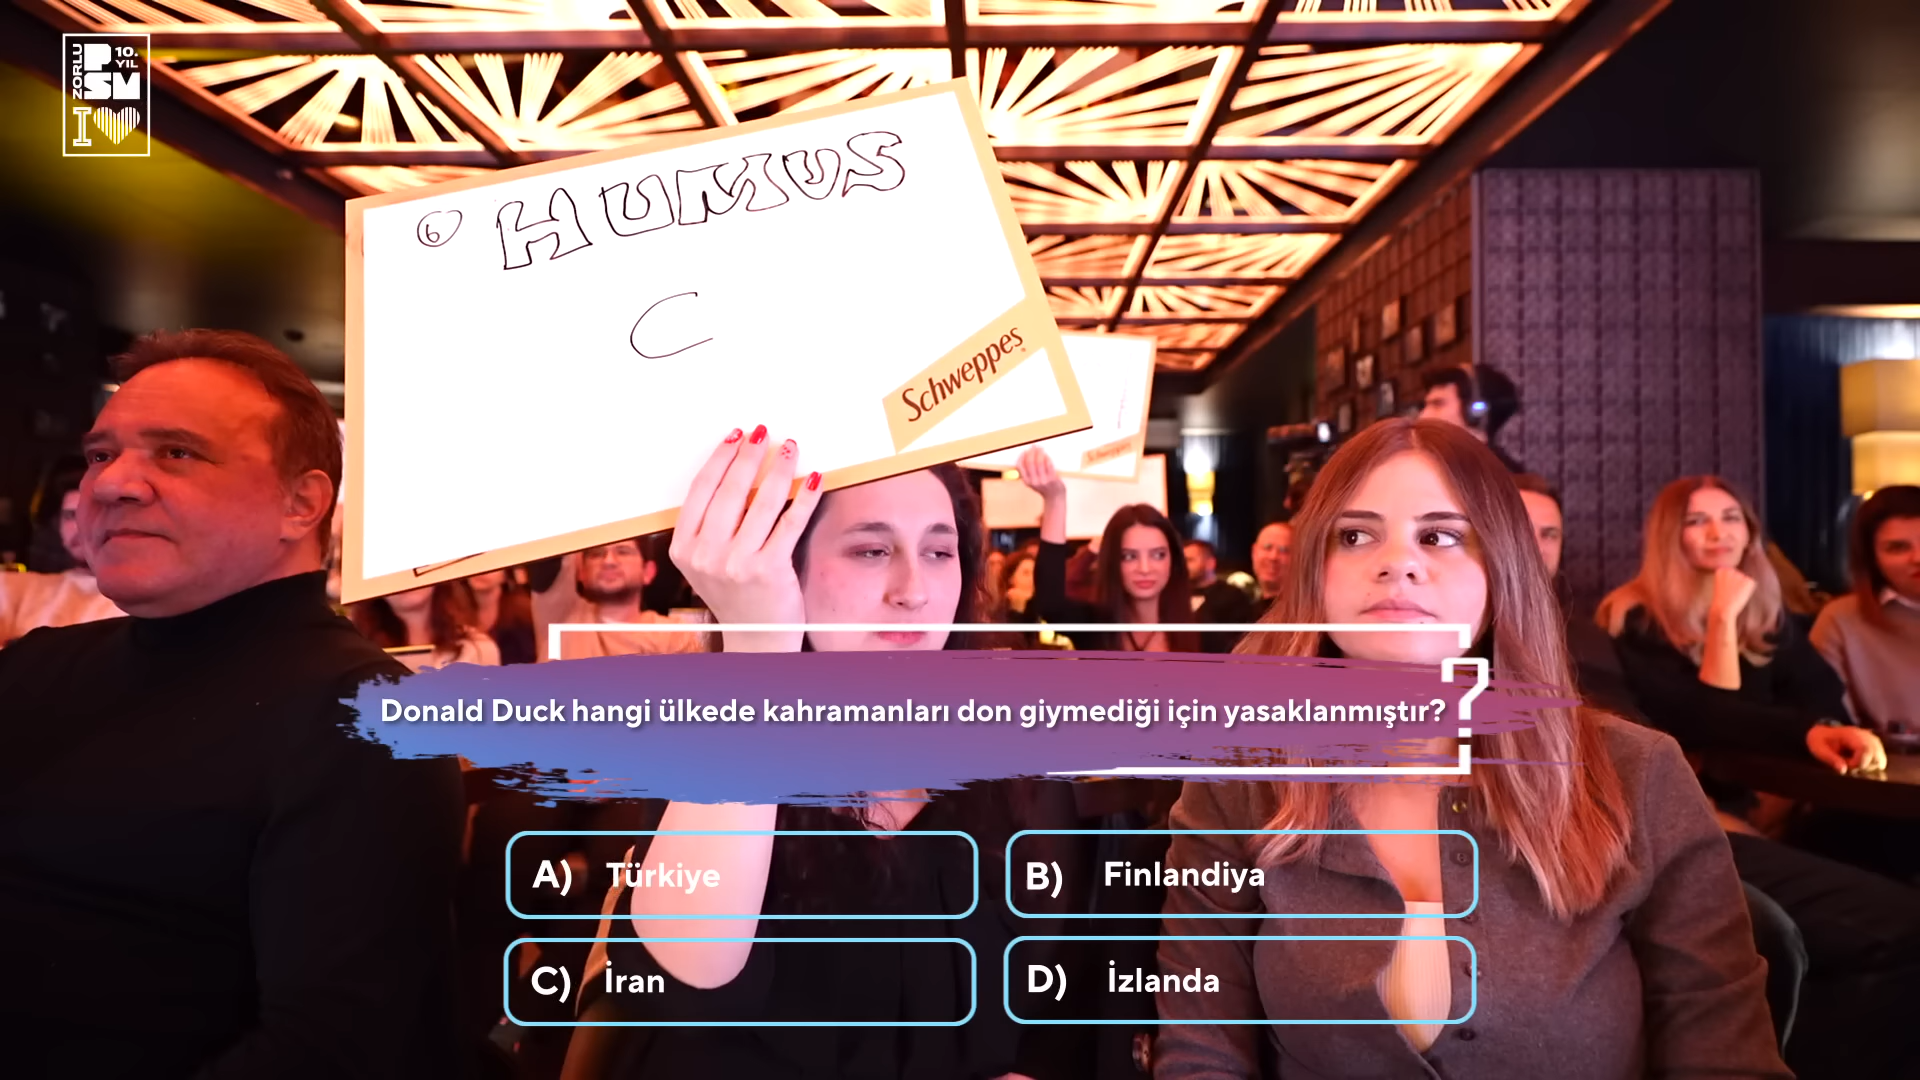 ZORLU
PSM
10.
YIL
I
6 HUMUS
C
Schweppes
Schweppes
Donald Duck hangi ülkede kahramanları don giymediği için yasaklanmıştır?
?
A) Türkiye
B) Finlandiya
C) İran
D) İzlanda